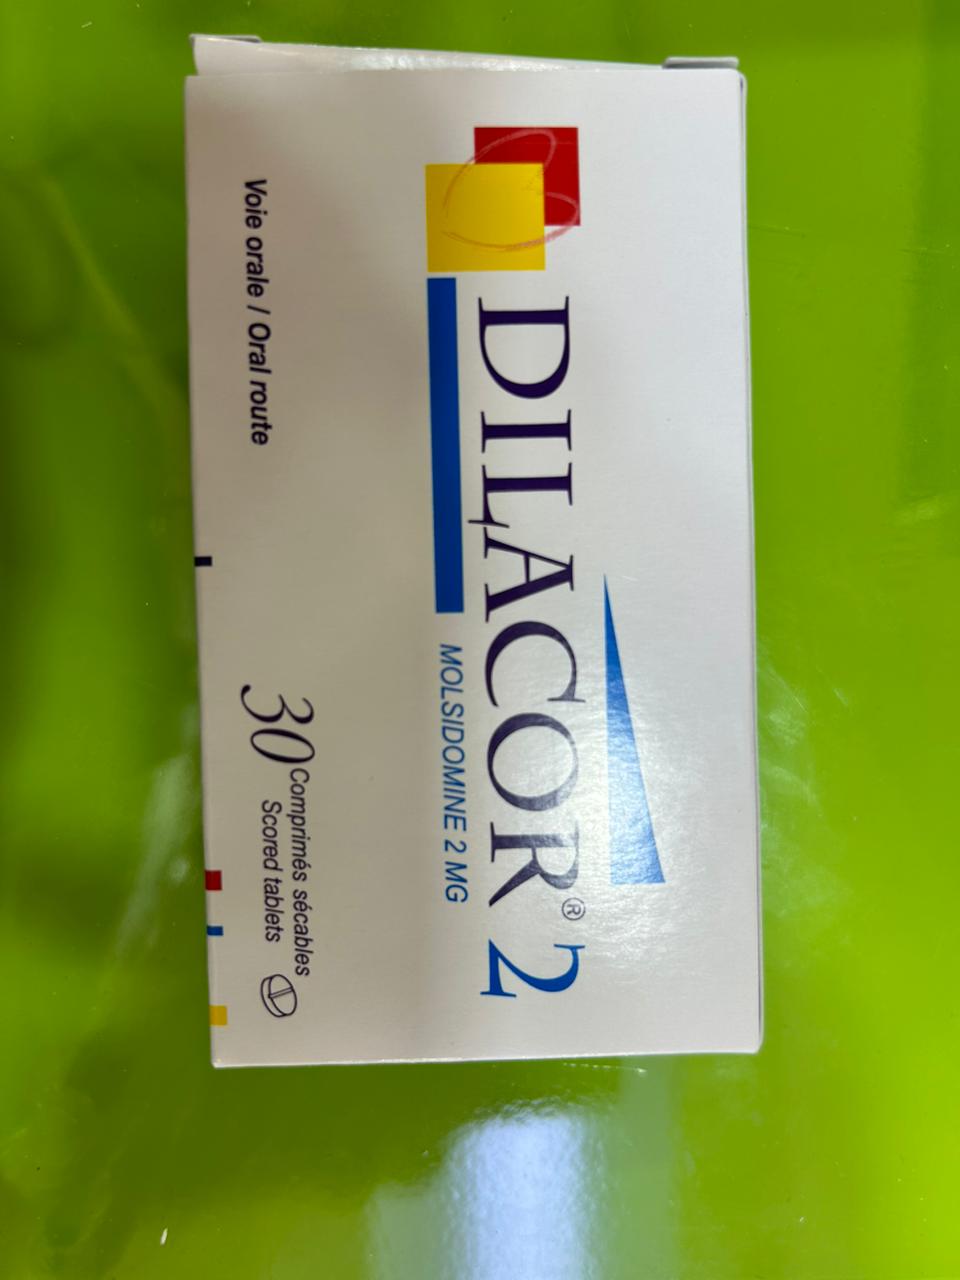 DILACOR® 2
MOLSIDOMINE 2 MG
30 Comprimés sécables
Scored tablets
Voie orale / Oral route